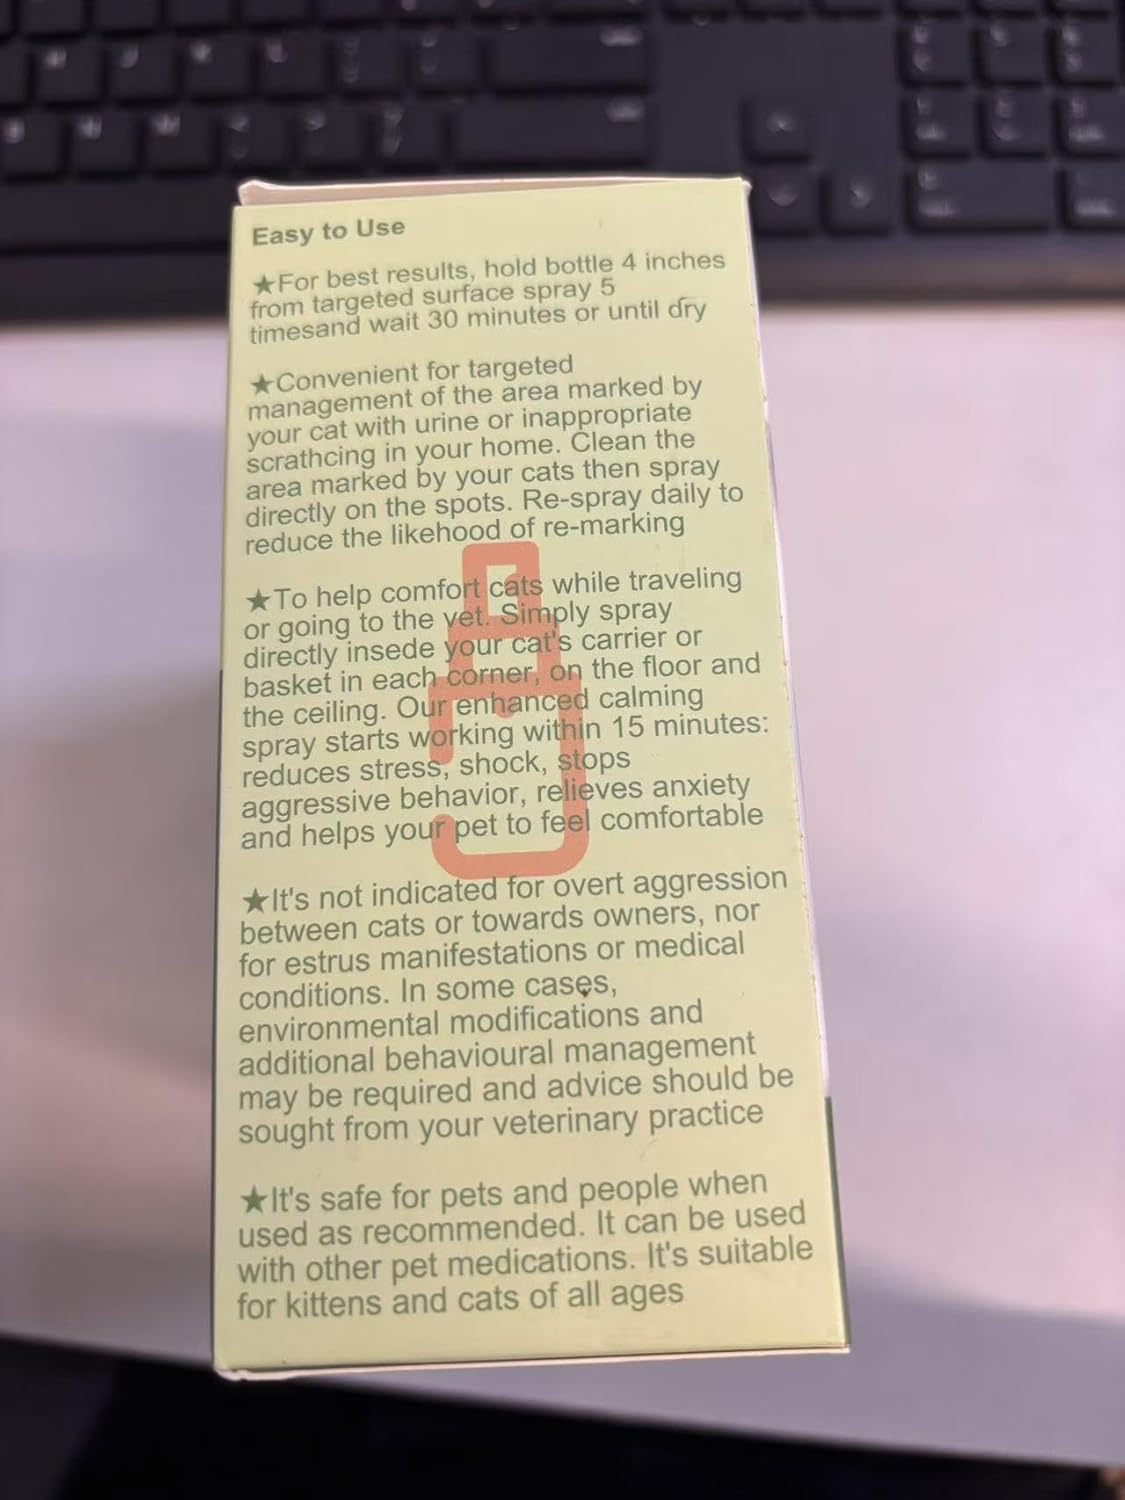 Easy to Use
★For best results, hold bottle 4 inches
from targeted surface spray 5
timesand wait 30 minutes or until dry
★Convenient for targeted
management of the area marked by
your cat with urine or inappropriate
scrathcing in your home. Clean the
area marked by your cats then spray
directly on the spots. Re-spray daily to
reduce the likehood of re-marking
★To help comfort cats while traveling
or going to the vet. Simply spray
directly insede your cat's carrier or
basket in each corner, on the floor and
the ceiling. Our enhanced calming
spray starts working within 15 minutes:
reduces stress, shock, stops
aggressive behavior, relieves anxiety
and helps your pet to feel comfortable
★It's not indicated for overt aggression
between cats or towards owners, nor
for estrus manifestations or medical
conditions. In some cases,
environmental modifications and
additional behavioural management
may be required and advice should be
sought from your veterinary practice
★It's safe for pets and people when
used as recommended. It can be used
with other pet medications. It's suitable
for kittens and cats of all ages